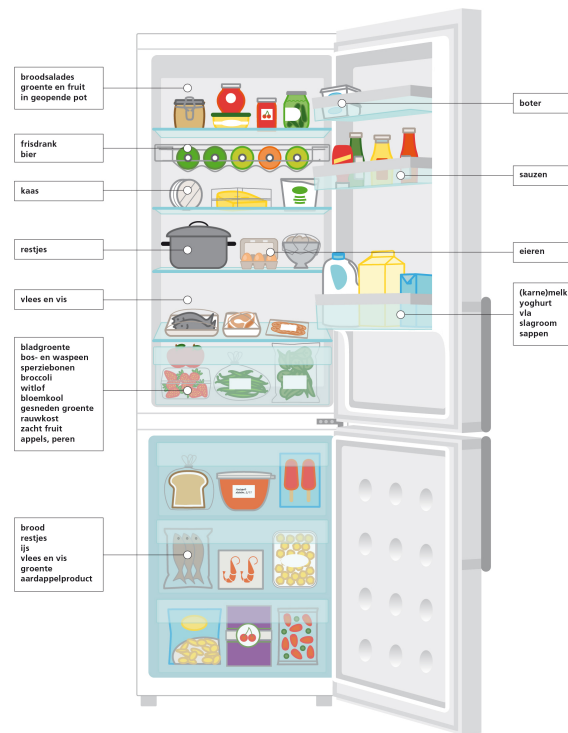 broodsalades
groente en fruit
in geopende pot
frisdrank
bier
kaas
restjes
vlees en vis
bladgroente
bos- en waspeen
sperziebonen
broccoli
witlof
bloemkool
gesneden groente
rauwkost
zacht fruit
appels, peren
brood
restjes
ijs
vlees en vis
groente
aardappelproduct
boter
sauzen
eieren
(karne)melk
yoghurt
vla
slagroom
sappen